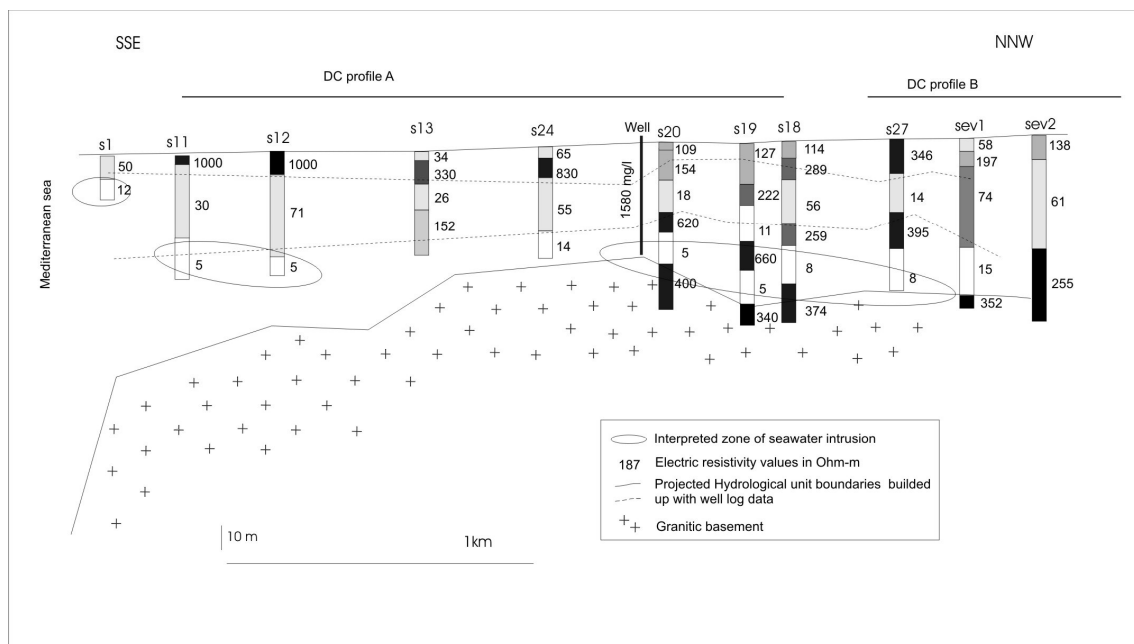 SSE
NNW
DC profile A
DC profile B
s1
s11
s12
s13
s24
Well
s20
s19
s18
s27
sev1
sev2
Mediterranean sea
50
12
1000
30
5
1000
71
5
34
330
26
152
65
830
55
14
1580 mg/l
109
154
18
620
5
400
127
222
11
660
5
340
114
289
56
259
8
374
346
14
395
8
58
197
74
15
352
138
61
255
10 m
1km
Interpreted zone of seawater intrusion
187 Electric resistivity values in Ohm-m
Projected Hydrological unit boundaries builded
up with well log data
Granitic basement